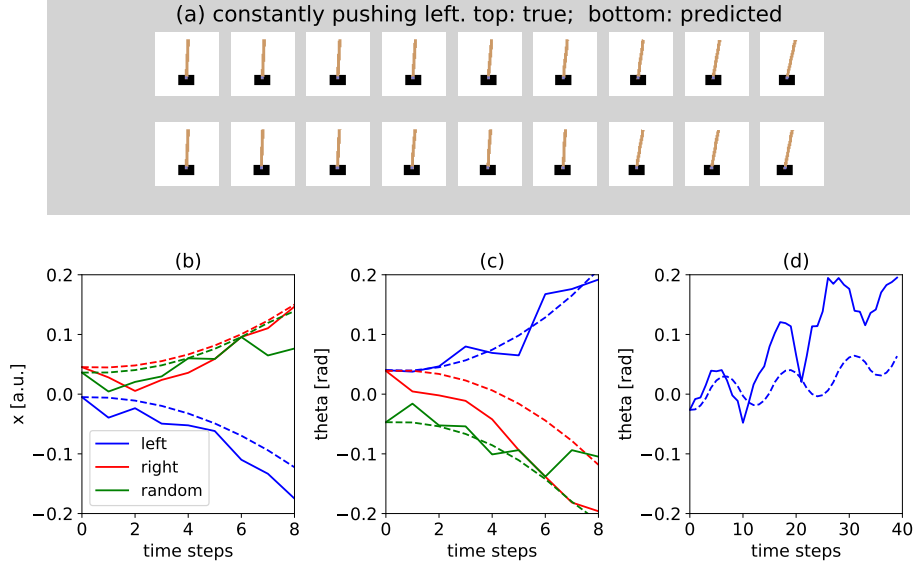 (a) constantly pushing left. top: true;  bottom: predicted
(b)
x [a.u.]
0.2
0.1
0.0
−0.1
−0.2
left
right
random
0 2 4 6 8
time steps
(c)
theta [rad]
0.2
0.1
0.0
−0.1
−0.2
0 2 4 6 8
time steps
(d)
theta [rad]
0.2
0.1
0.0
−0.1
−0.2
0 10 20 30 40
time steps